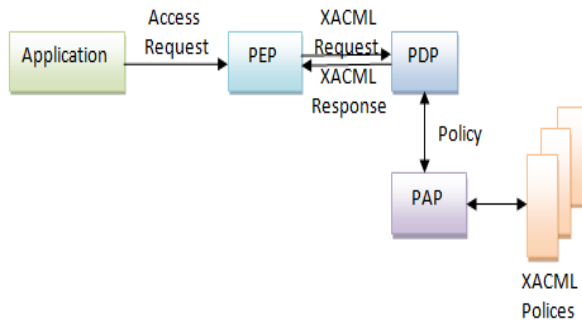 Access
Request
XACML
Request
Application
PEP
PDP
XACML
Response
Policy
PAP
XACML
Polices